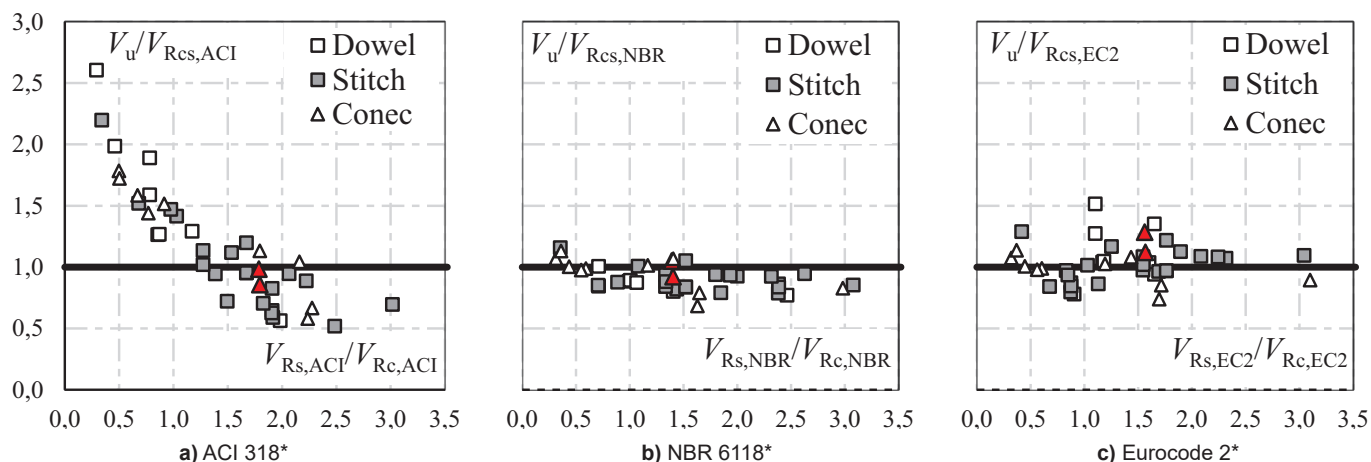 3,0
2,5
2,0
1,5
1,0
0,5
0,0
Vu/VRcs,ACI
Dowel
Stitch
Conec
VRs,ACI/VRc,ACI
0,0 0,5 1,0 1,5 2,0 2,5 3,0 3,5
a) ACI 318*
Vu/VRcs,NBR
Dowel
Stitch
Conec
VRs,NBR/VRc,NBR
0,0 0,5 1,0 1,5 2,0 2,5 3,0 3,5
b) NBR 6118*
Vu/VRcs,EC2
Dowel
Stitch
Conec
VRs,EC2/VRc,EC2
0,0 0,5 1,0 1,5 2,0 2,5 3,0 3,5
c) Eurocode 2*